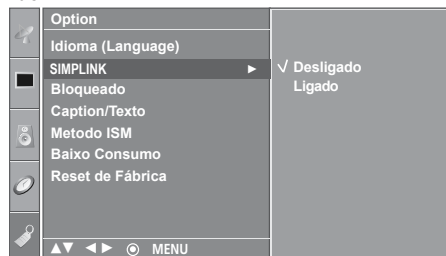 Option
Idioma (Language)
SIMPLINK ► √ Desligado
Bloqueado Ligado
Caption/Texto
Metodo ISM
Baixo Consumo
Reset de Fábrica
▲▼ ◄► ◉ MENU